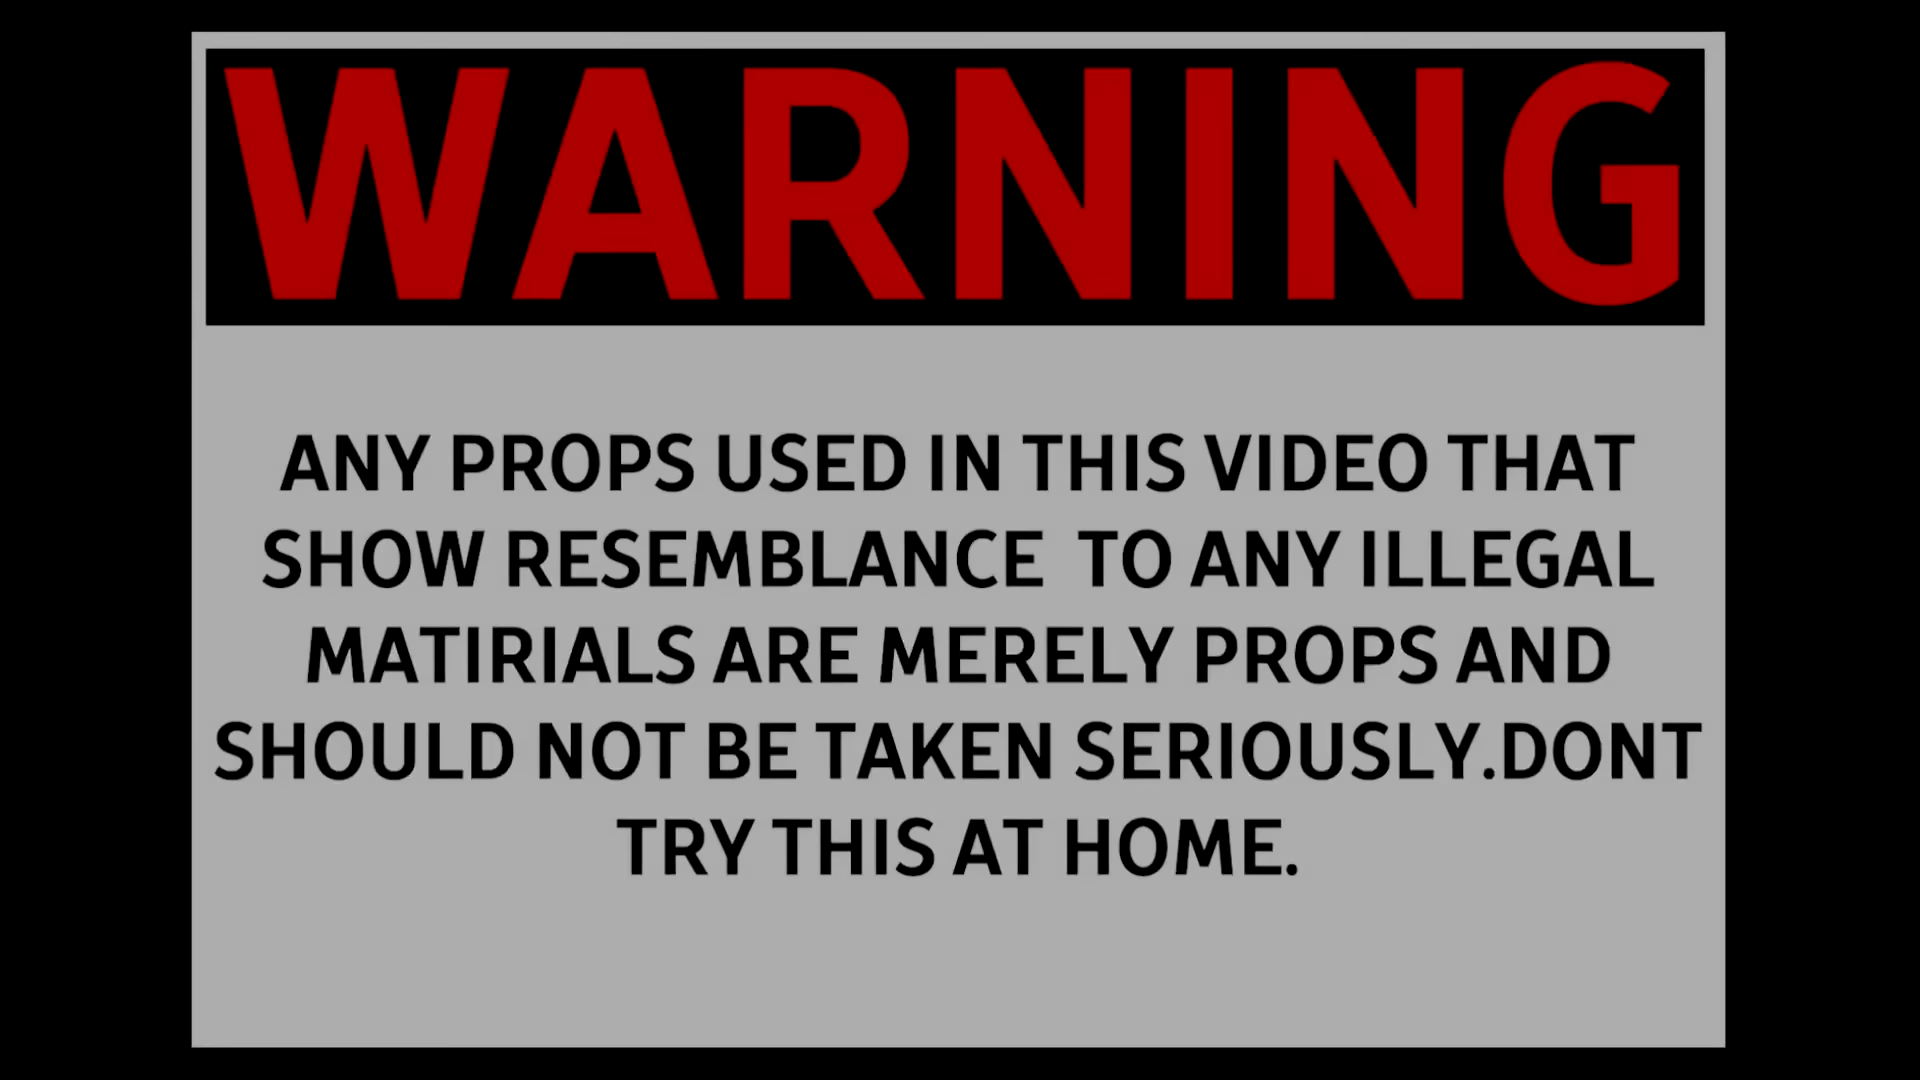 WARNING
ANY PROPS USED IN THIS VIDEO THAT
SHOW RESEMBLANCE  TO ANY ILLEGAL
MATIRIALS ARE MERELY PROPS AND
SHOULD NOT BE TAKEN SERIOUSLY.DONT
TRY THIS AT HOME.